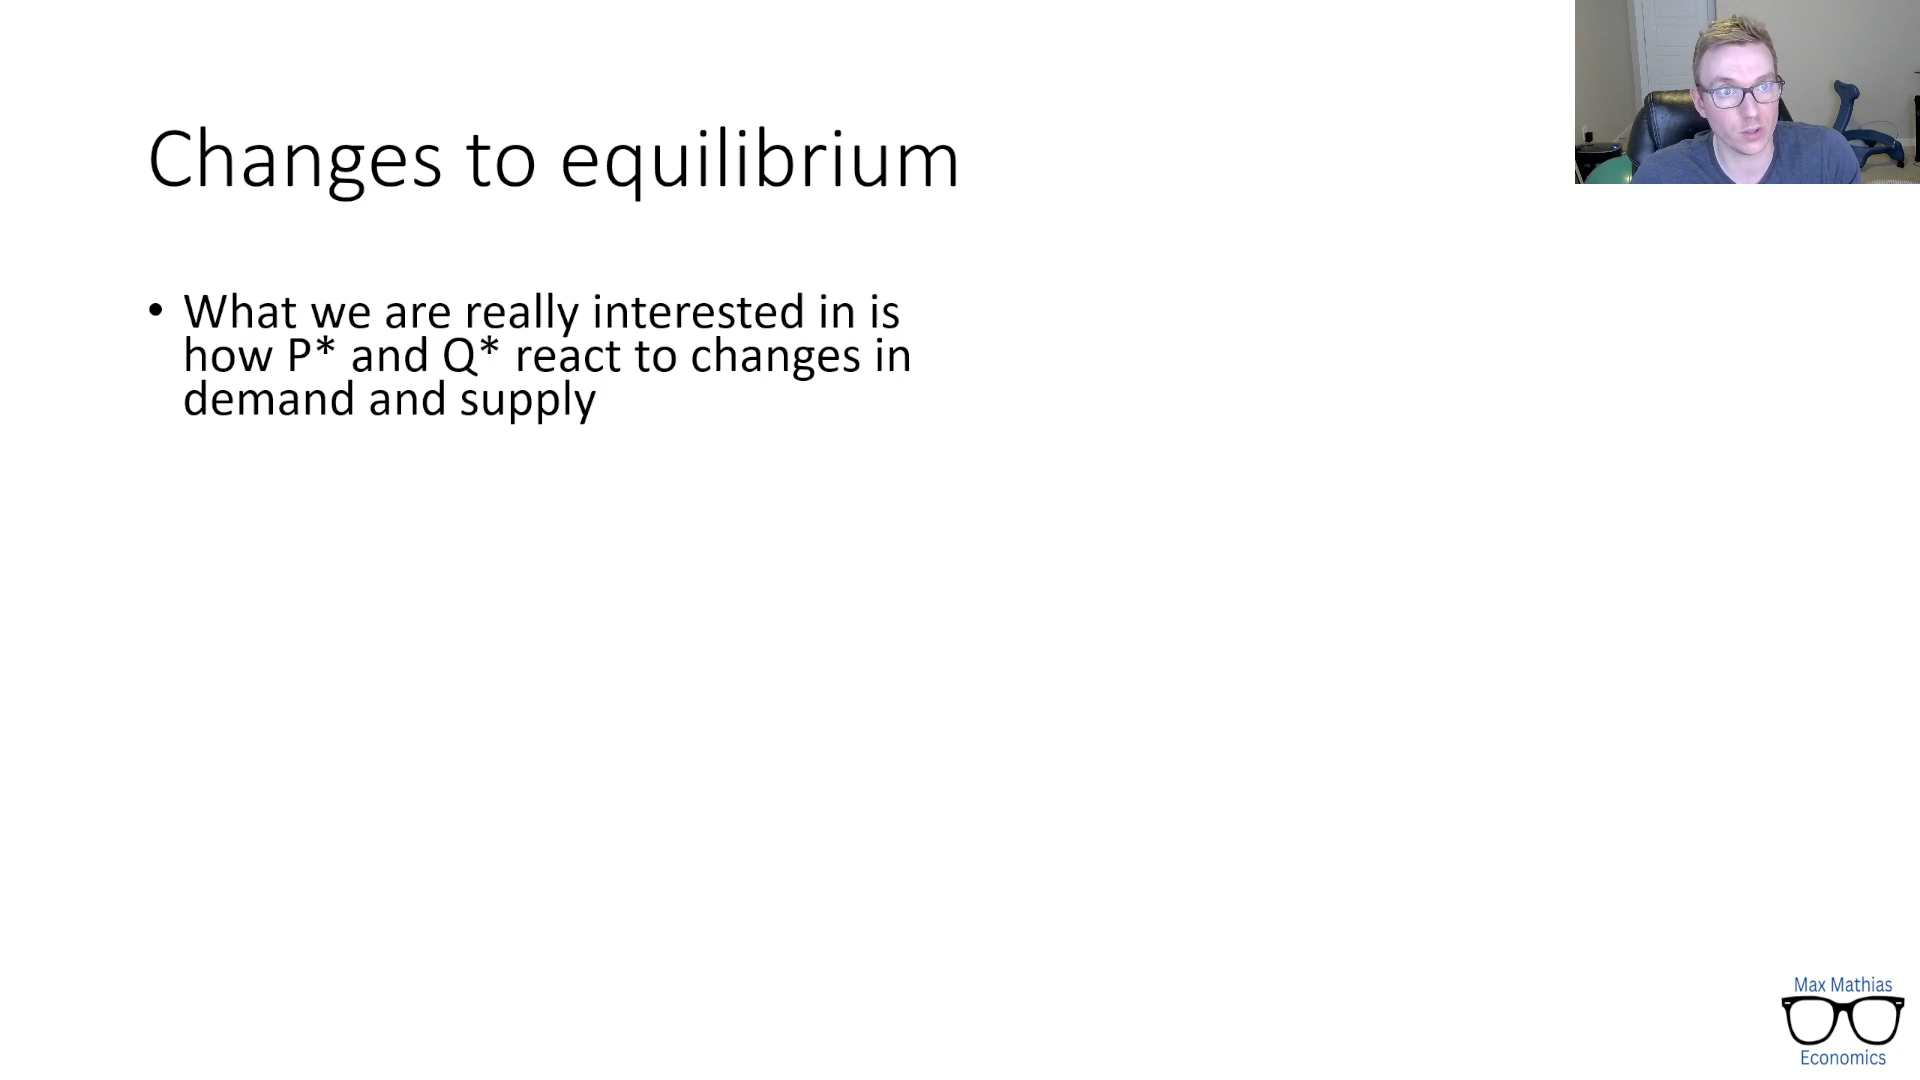 Changes to equilibrium
• What we are really interested in is
how P* and Q* react to changes in
demand and supply
Max Mathias
Economics